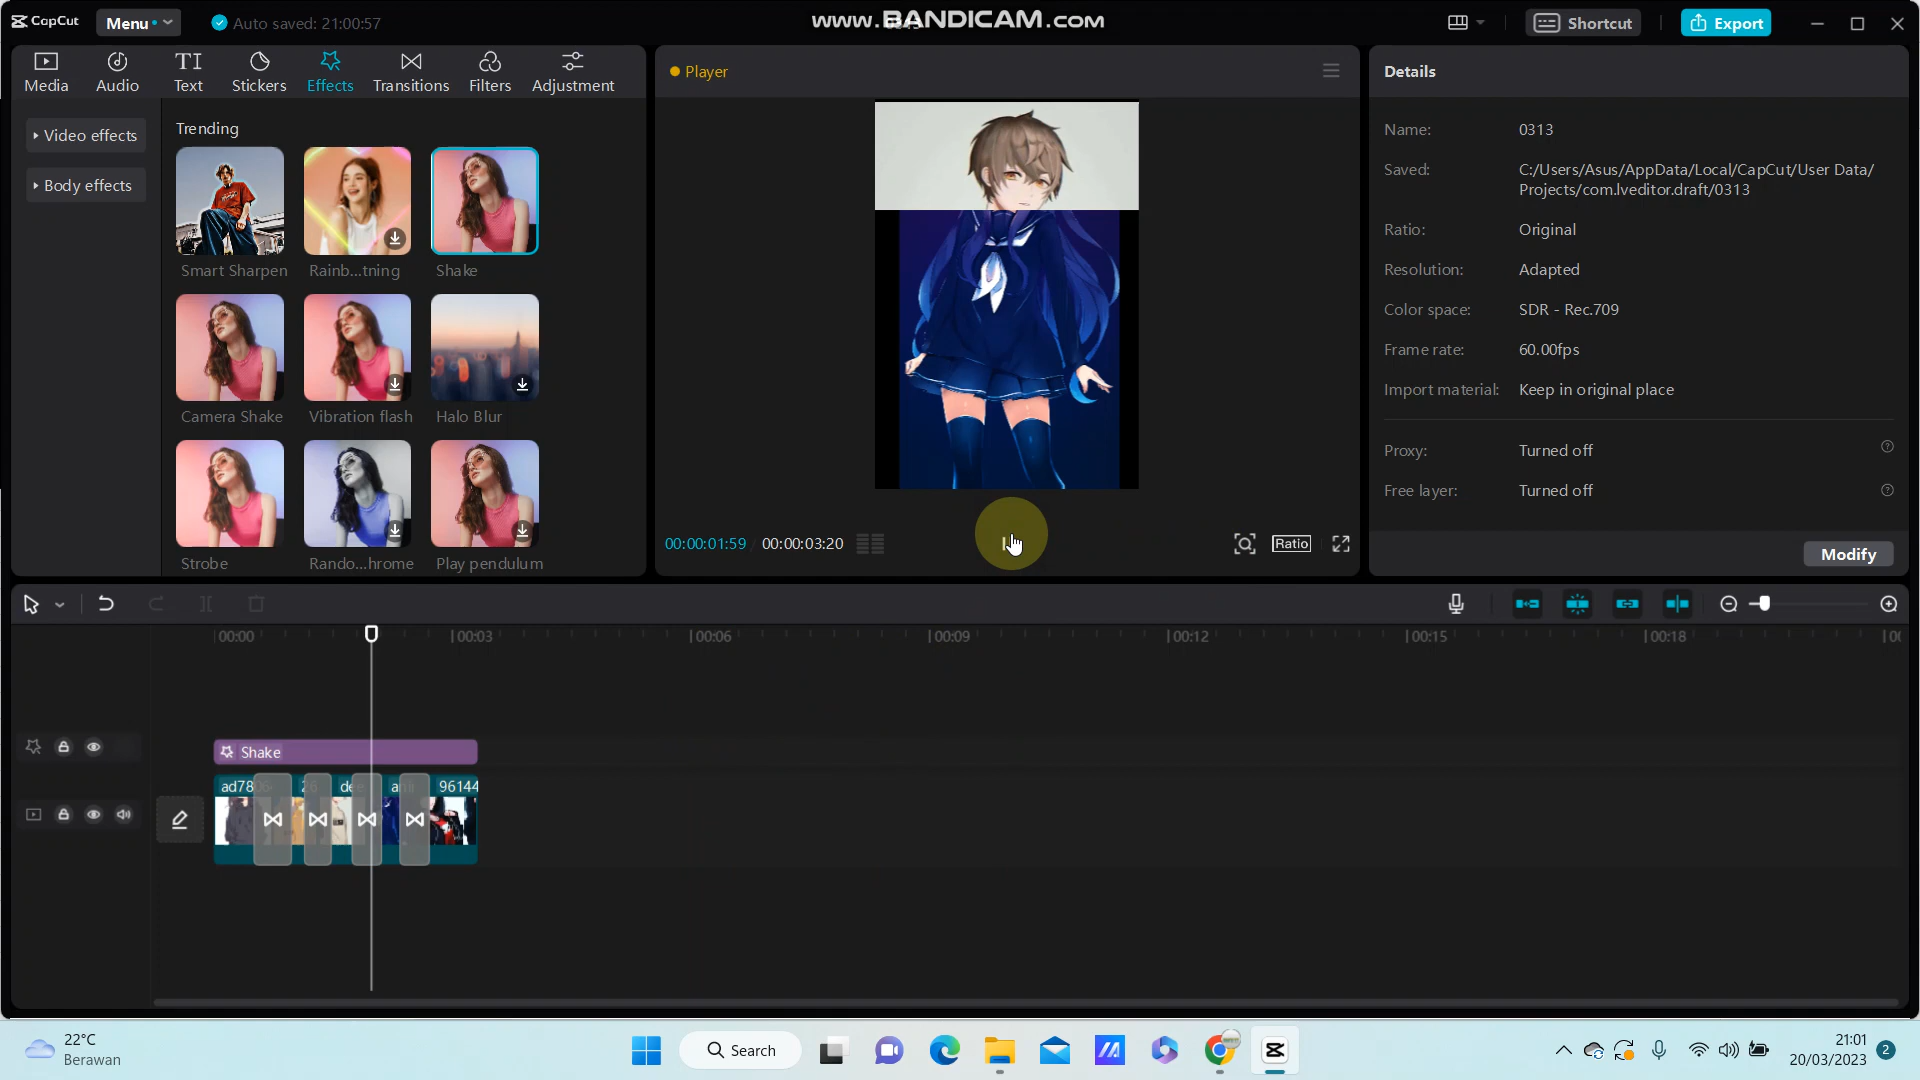 CapCut
Menu
Auto saved: 21:00:57
www.BANDICAM.com
Shortcut
Export
Media
Audio
TI
Text
Stickers
Effects
Transitions
Filters
Adjustment
Player
Details
Video effects
Body effects
Trending
Smart Sharpen
Rainb...tning
Shake
Camera Shake
Vibration flash
Halo Blur
Strobe
Rando...hrome
Play pendulum
00:00:01:59
00:00:03:20
Ratio
Name:
0313
Saved:
C:/Users/Asus/AppData/Local/CapCut/User Data/
Projects/com.lveditor.draft/0313
Ratio:
Original
Resolution:
Adapted
Color space:
SDR - Rec.709
Frame rate:
60.00fps
Import material:
Keep in original place
Proxy:
Turned off
Free layer:
Turned off
Modify
00:00
00:03
00:06
00:09
00:12
00:15
00:18
Shake
ad7806-
96144
22°C
Berawan
Search
21:01
20/03/2023
2